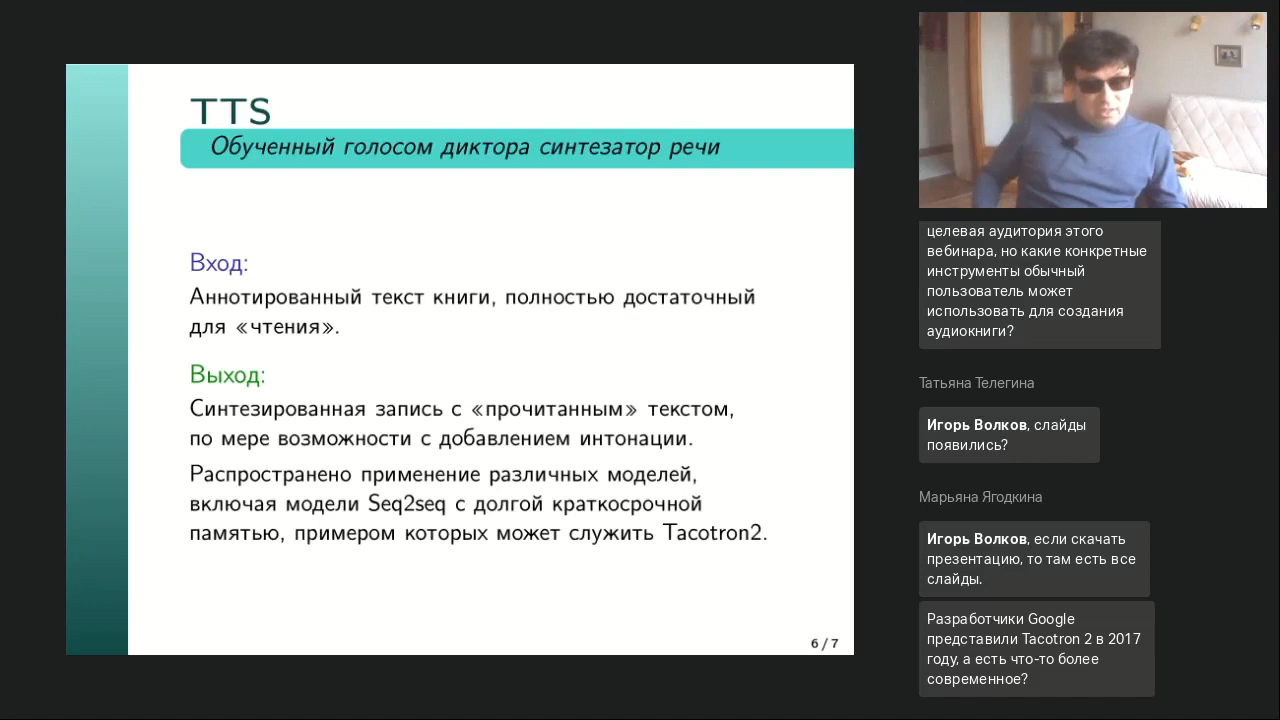 TTS
Обученный голосом диктора синтезатор речи
Вход:
Аннотированный текст книги, полностью достаточный
для «чтения».
Выход:
Синтезированная запись с «прочитанным» текстом,
по мере возможности с добавлением интонации.
Распространено применение различных моделей,
включая модели Seq2seq с долгой краткосрочной
памятью, примером которых может служить Tacotron2.
6 / 7
целевая аудитория этого
вебинара, но какие конкретные
инструменты обычный
пользователь может
использовать для создания
аудиокниги?
Татьяна Телегина
Игорь Волков, слайды
появились?
Марьяна Ягодкина
Игорь Волков, если скачать
презентацию, то там есть все
слайды.
Разработчики Google
представили Tacotron 2 в 2017
году, а есть что-то более
современное?